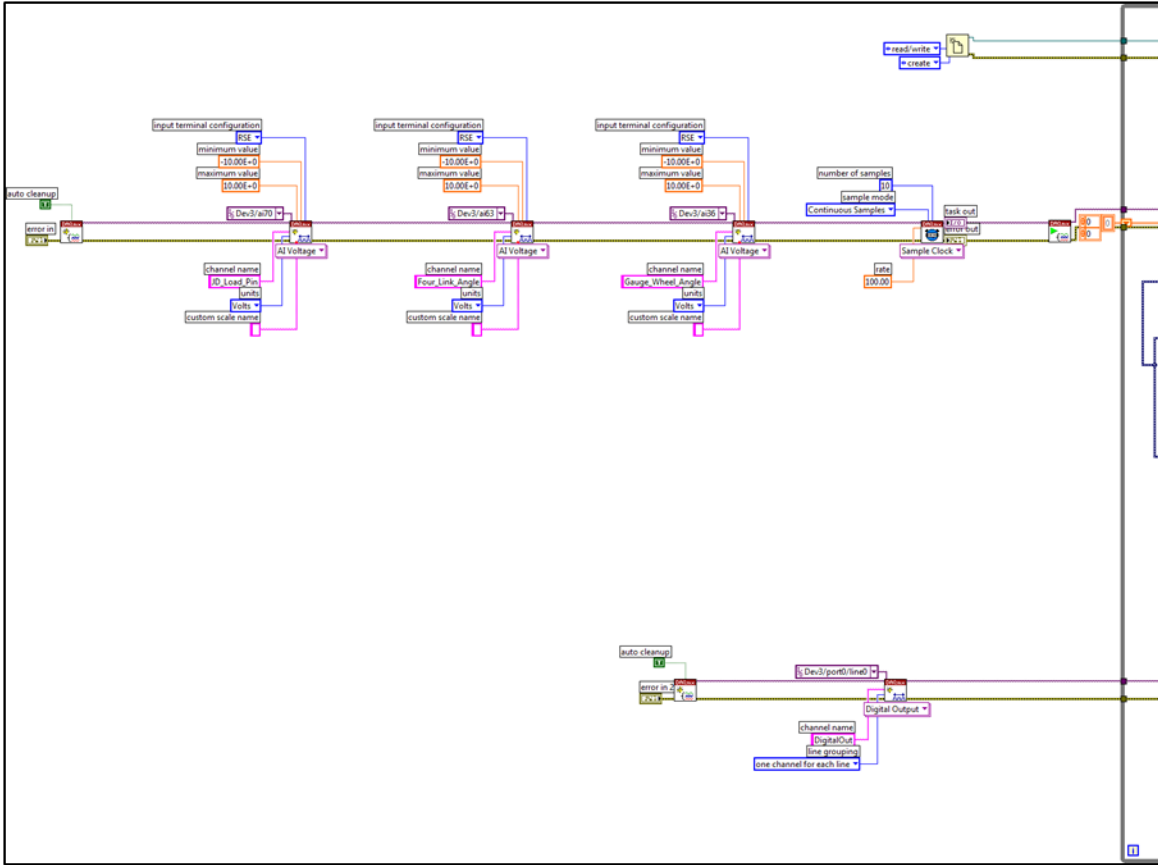 read/write
create
input terminal configuration
RSE
minimum value
-10.00E+0
maximum value
10.00E+0
input terminal configuration
RSE
minimum value
-10.00E+0
maximum value
10.00E+0
input terminal configuration
RSE
minimum value
-10.00E+0
maximum value
10.00E+0
number of samples
10
sample mode
Continuous Samples
auto cleanup
Dev3/ai70
Dev3/ai63
Dev3/ai36
task out
error in
error out
AI Voltage
AI Voltage
AI Voltage
Sample Clock
channel name
JD_Load_Pin
units
Volts
custom scale name
channel name
Four_Link_Angle
units
Volts
custom scale name
channel name
Gauge_Wheel_Angle
units
Volts
custom scale name
rate
100.00
auto cleanup
error in 2
Dev3/port0/line0
Digital Output
channel name
DigitalOut
line grouping
one channel for each line
i